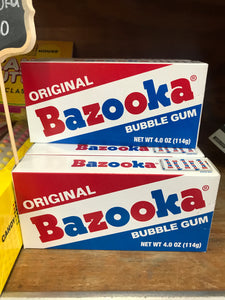 ORIGINAL
Bazooka®
BUBBLE GUM
NET WT 4.0 OZ (114g)
Bazooka
ORIGINAL
Bazooka®
BUBBLE GUM
NET WT 4.0 OZ (114g)